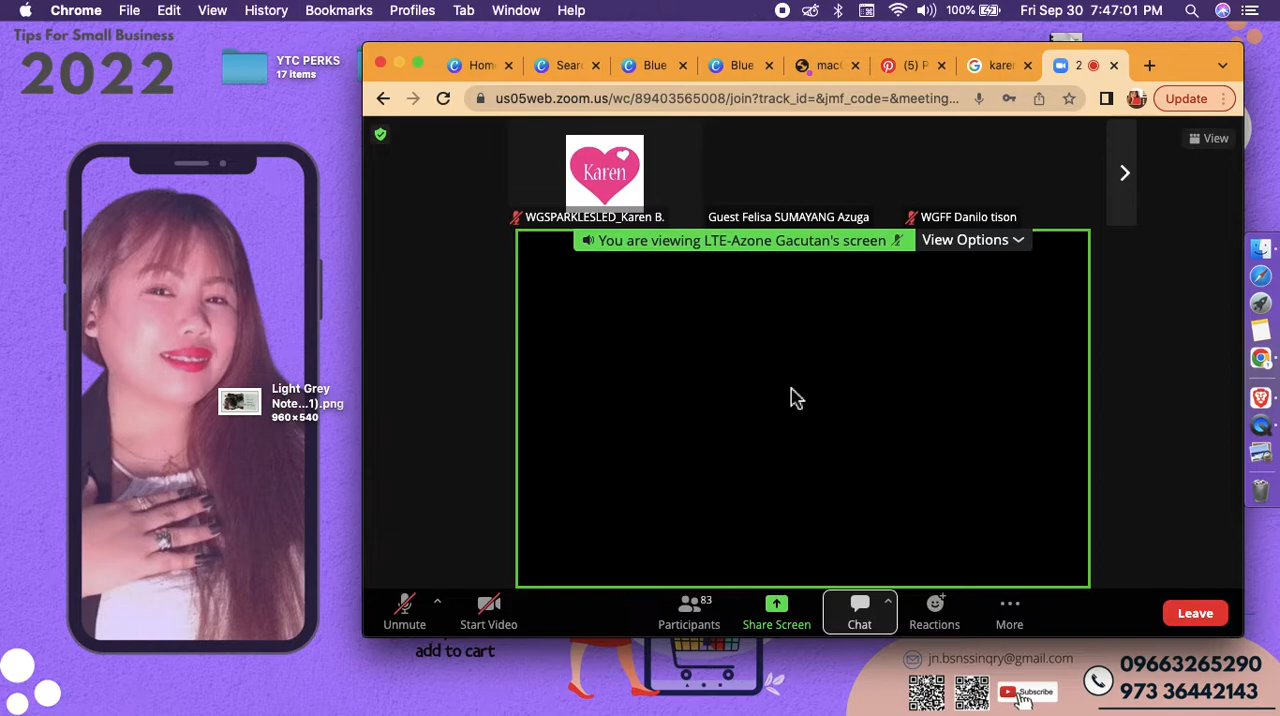 Chrome File Edit View History Bookmarks Profiles Tab Window Help 100% Fri Sep 30 7:47:01 PM
Tips For Small Business
2022
YTC PERKS
17 items
Hom Sear Blue Blue mac (5) P karer 2
us05web.zoom.us/wc/89403565008/join?track_id=&jmf_code=&meeting... Update
View
Karen
WGSPARKLESLED_Karen B. Guest Felisa SUMAYANG Azuga WGFF Danilo tison
You are viewing LTE-Azone Gacutan's screen View Options
Light Grey
Note...1).png
960×540
83
Unmute Start Video Participants Share Screen Chat Reactions More Leave
add to cart
jn.bsnssinqry@gmail.com
09663265290
973 36442143
Subscribe